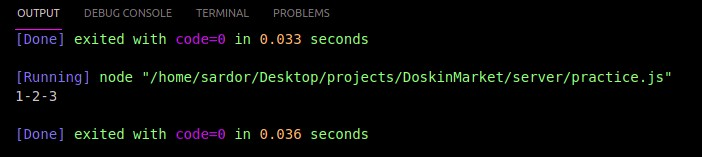 OUTPUT DEBUG CONSOLE TERMINAL PROBLEMS
[Done] exited with code=0 in 0.033 seconds
[Running] node "/home/sardor/Desktop/projects/DoskinMarket/server/practice.js"
1-2-3
[Done] exited with code=0 in 0.036 seconds